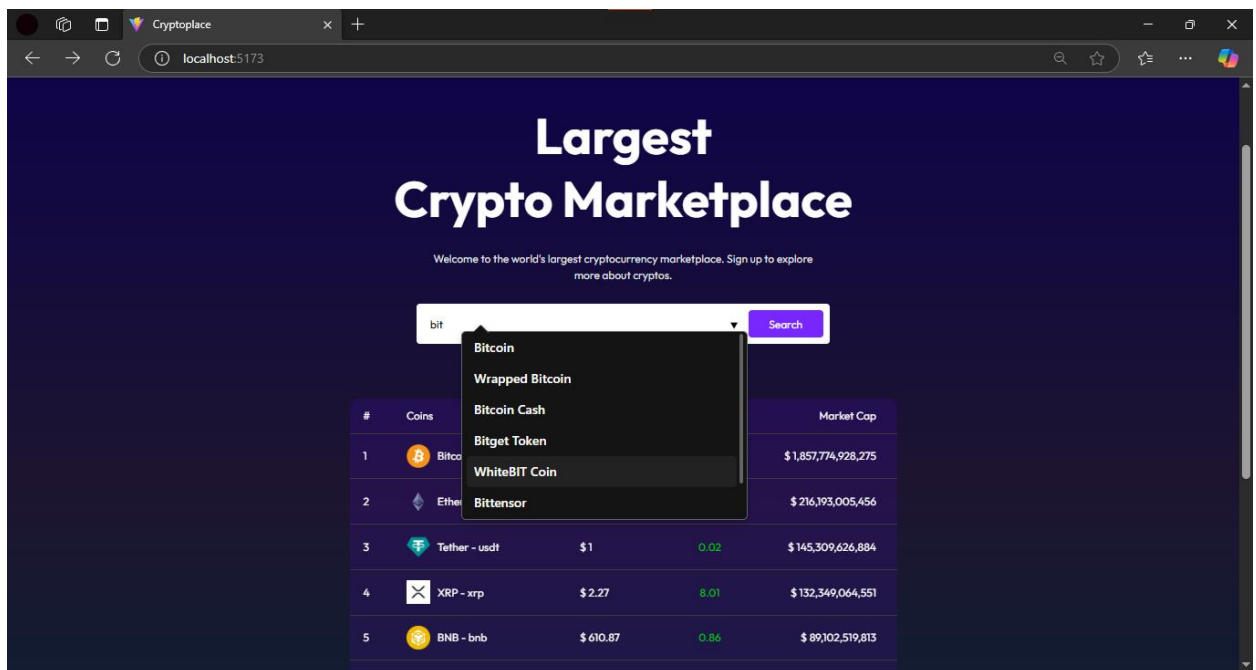 Cryptoplace
localhost:5173
Largest
Crypto Marketplace
Welcome to the world's largest cryptocurrency marketplace. Sign up to explore
more about cryptos.
bit Search
Bitcoin
Wrapped Bitcoin
Bitcoin Cash
Bitget Token
WhiteBIT Coin
Bittensor
# Coins Market Cap
1 Bitco $ 1,857,774,928,275
2 Ethe $ 216,193,005,456
3 Tether - usdt $ 1 0.02 $ 145,309,626,884
4 XRP - xrp $ 2.27 8.01 $ 132,349,064,551
5 BNB - bnb $ 610.87 0.86 $ 89,102,519,813